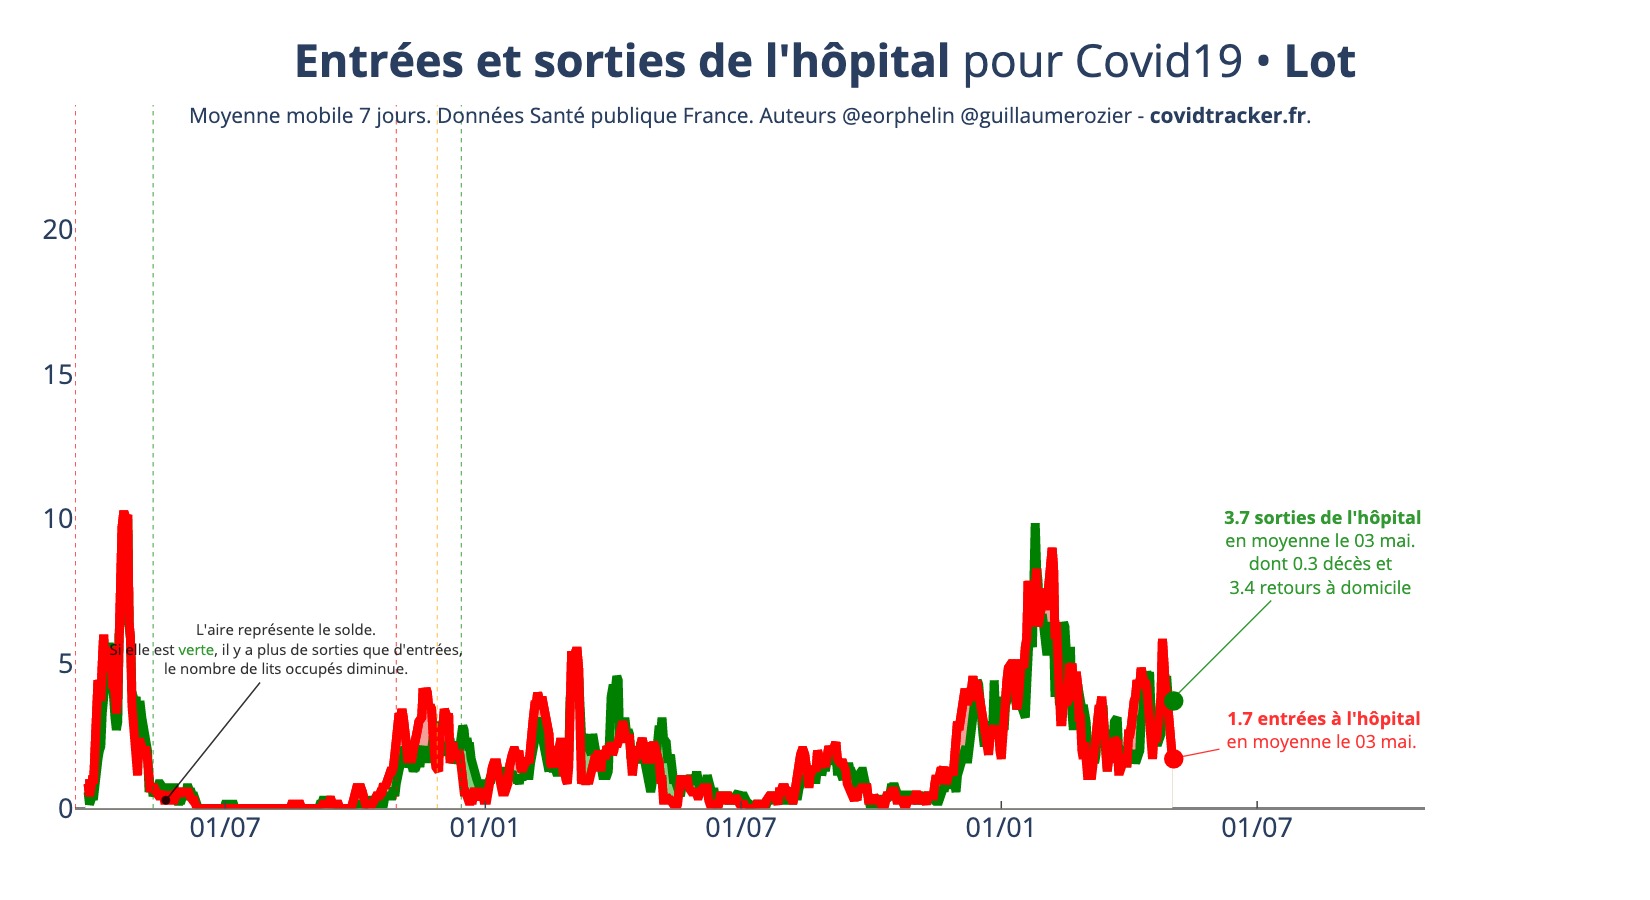 Entrées et sorties de l'hôpital pour Covid19 • Lot
Moyenne mobile 7 jours. Données Santé publique France. Auteurs @eorphelin @guillaumerozier - covidtracker.fr.
20
15
10
5
0
L'aire représente le solde.
Si elle est verte, il y a plus de sorties que d'entrées,
le nombre de lits occupés diminue.
3.7 sorties de l'hôpital
en moyenne le 03 mai.
dont 0.3 décès et
3.4 retours à domicile
1.7 entrées à l'hôpital
en moyenne le 03 mai.
01/07
01/01
01/07
01/01
01/07